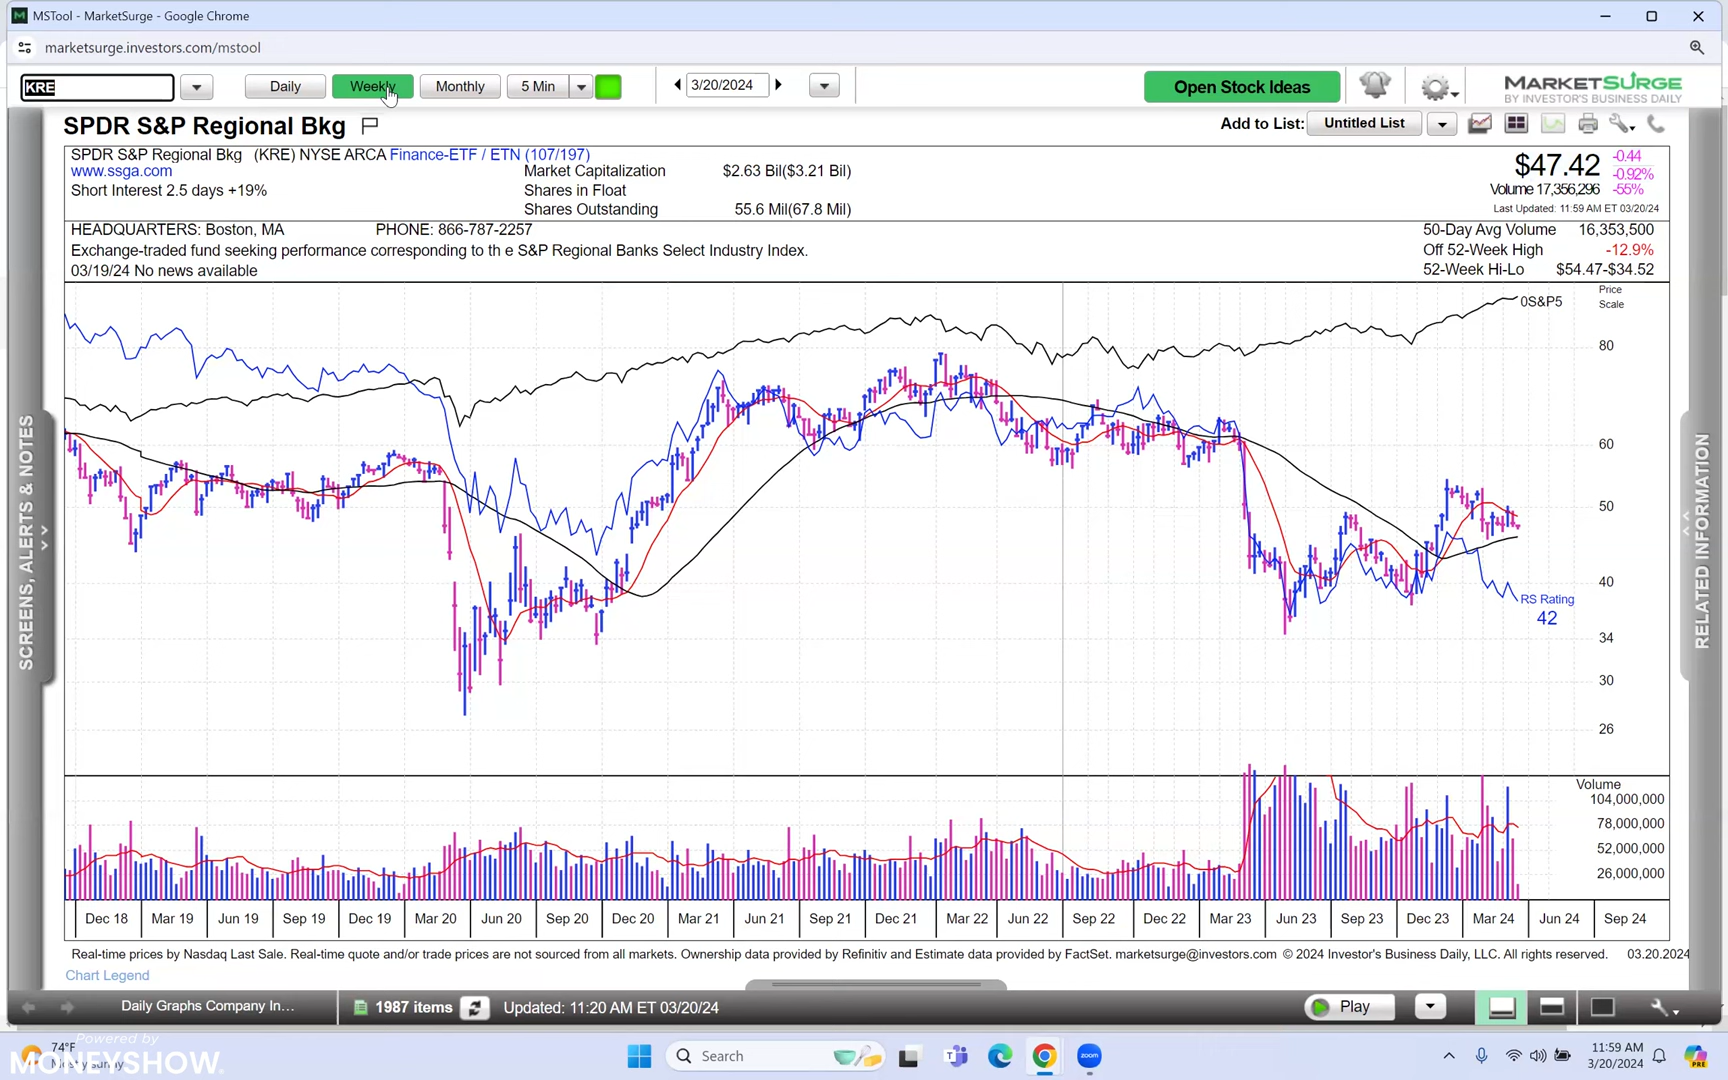 MSTool - MarketSurge - Google Chrome
marketsurge.investors.com/mstool
KRE
Daily
Weekly
Monthly
5 Min
3/20/2024
Open Stock Ideas
MARKETSURGE
BY INVESTOR'S BUSINESS DAILY
SPDR S&P Regional Bkg
Add to List:
Untitled List
SPDR S&P Regional Bkg (KRE) NYSE ARCA Finance-ETF / ETN (107/197)
www.ssga.com
Short Interest 2.5 days +19%
Market Capitalization $2.63 Bil($3.21 Bil)
Shares in Float
Shares Outstanding 55.6 Mil(67.8 Mil)
$47.42
-0.44
-0.92%
Volume 17,356,296 -55%
Last Updated: 11:59 AM ET 03/20/24
HEADQUARTERS: Boston, MA PHONE: 866-787-2257
Exchange-traded fund seeking performance corresponding to th e S&P Regional Banks Select Industry Index.
03/19/24 No news available
50-Day Avg Volume 16,353,500
Off 52-Week High -12.9%
52-Week Hi-Lo $54.47-$34.52
Price
Scale
0S&P5
80
60
50
40
RS Rating
42
34
30
26
Volume
104,000,000
78,000,000
52,000,000
26,000,000
Dec 18 Mar 19 Jun 19 Sep 19 Dec 19 Mar 20 Jun 20 Sep 20 Dec 20 Mar 21 Jun 21 Sep 21 Dec 21 Mar 22 Jun 22 Sep 22 Dec 22 Mar 23 Jun 23 Sep 23 Dec 23 Mar 24 Jun 24 Sep 24
Real-time prices by Nasdaq Last Sale. Real-time quote and/or trade prices are not sourced from all markets. Ownership data provided by Refinitiv and Estimate data provided by FactSet. marketsurge@investors.com © 2024 Investor's Business Daily, LLC. All rights reserved. 03.20.2024
Chart Legend
SCREENS, ALERTS & NOTES
RELATED INFORMATION
Daily Graphs Company In...
1987 items
Updated: 11:20 AM ET 03/20/24
Play
74°F
Mostly sunny
Powered by
MONEYSHOW.
Search
zoom
PRE
11:59 AM
3/20/2024